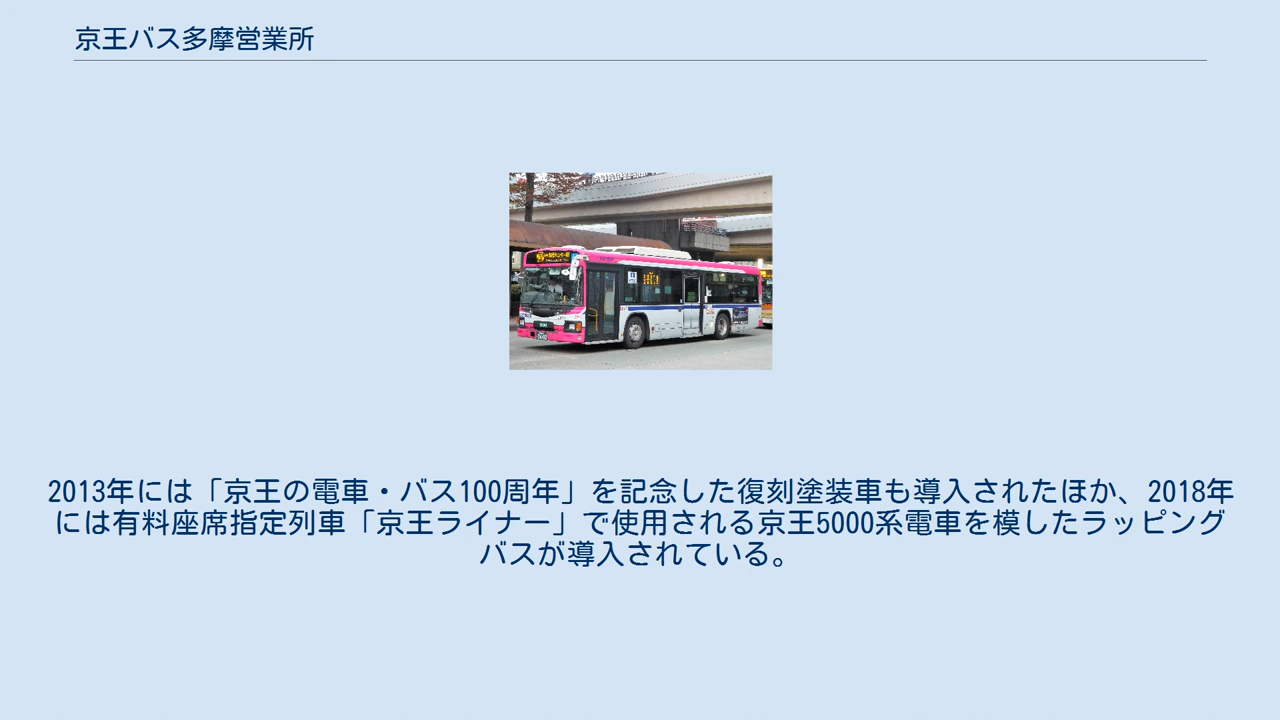 京王バス多摩営業所
2013年には「京王の電車・バス100周年」を記念した復刻塗装車も導入されたほか、2018年
には有料座席指定列車「京王ライナー」で使用される京王5000系電車を模したラッピング
バスが導入されている。